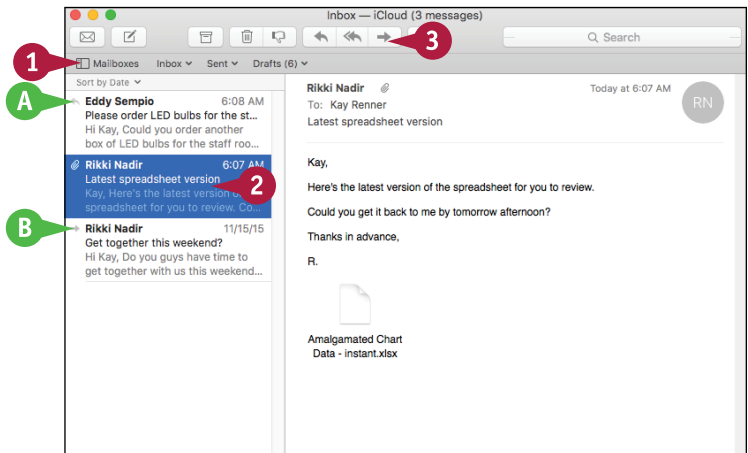 Inbox — iCloud (3 messages)
Search
3
1
Mailboxes Inbox Sent Drafts (6)
Sort by Date
A
Eddy Sempio 6:08 AM
Please order LED bulbs for the st...
Hi Kay, Could you order another
box of LED bulbs for the staff roo...
Rikki Nadir 6:07 AM
Latest spreadsheet version
2
Kay, Here's the latest version of
spreadsheet for you to review. Co...
B
Rikki Nadir 11/15/15
Get together this weekend?
Hi Kay, Do you guys have time to
get together with us this weekend...
Rikki Nadir Today at 6:07 AM
To: Kay Renner
RN
Latest spreadsheet version
Kay,
Here's the latest version of the spreadsheet for you to review.
Could you get it back to me by tomorrow afternoon?
Thanks in advance,
R.
Amalgamated Chart
Data - instant.xlsx